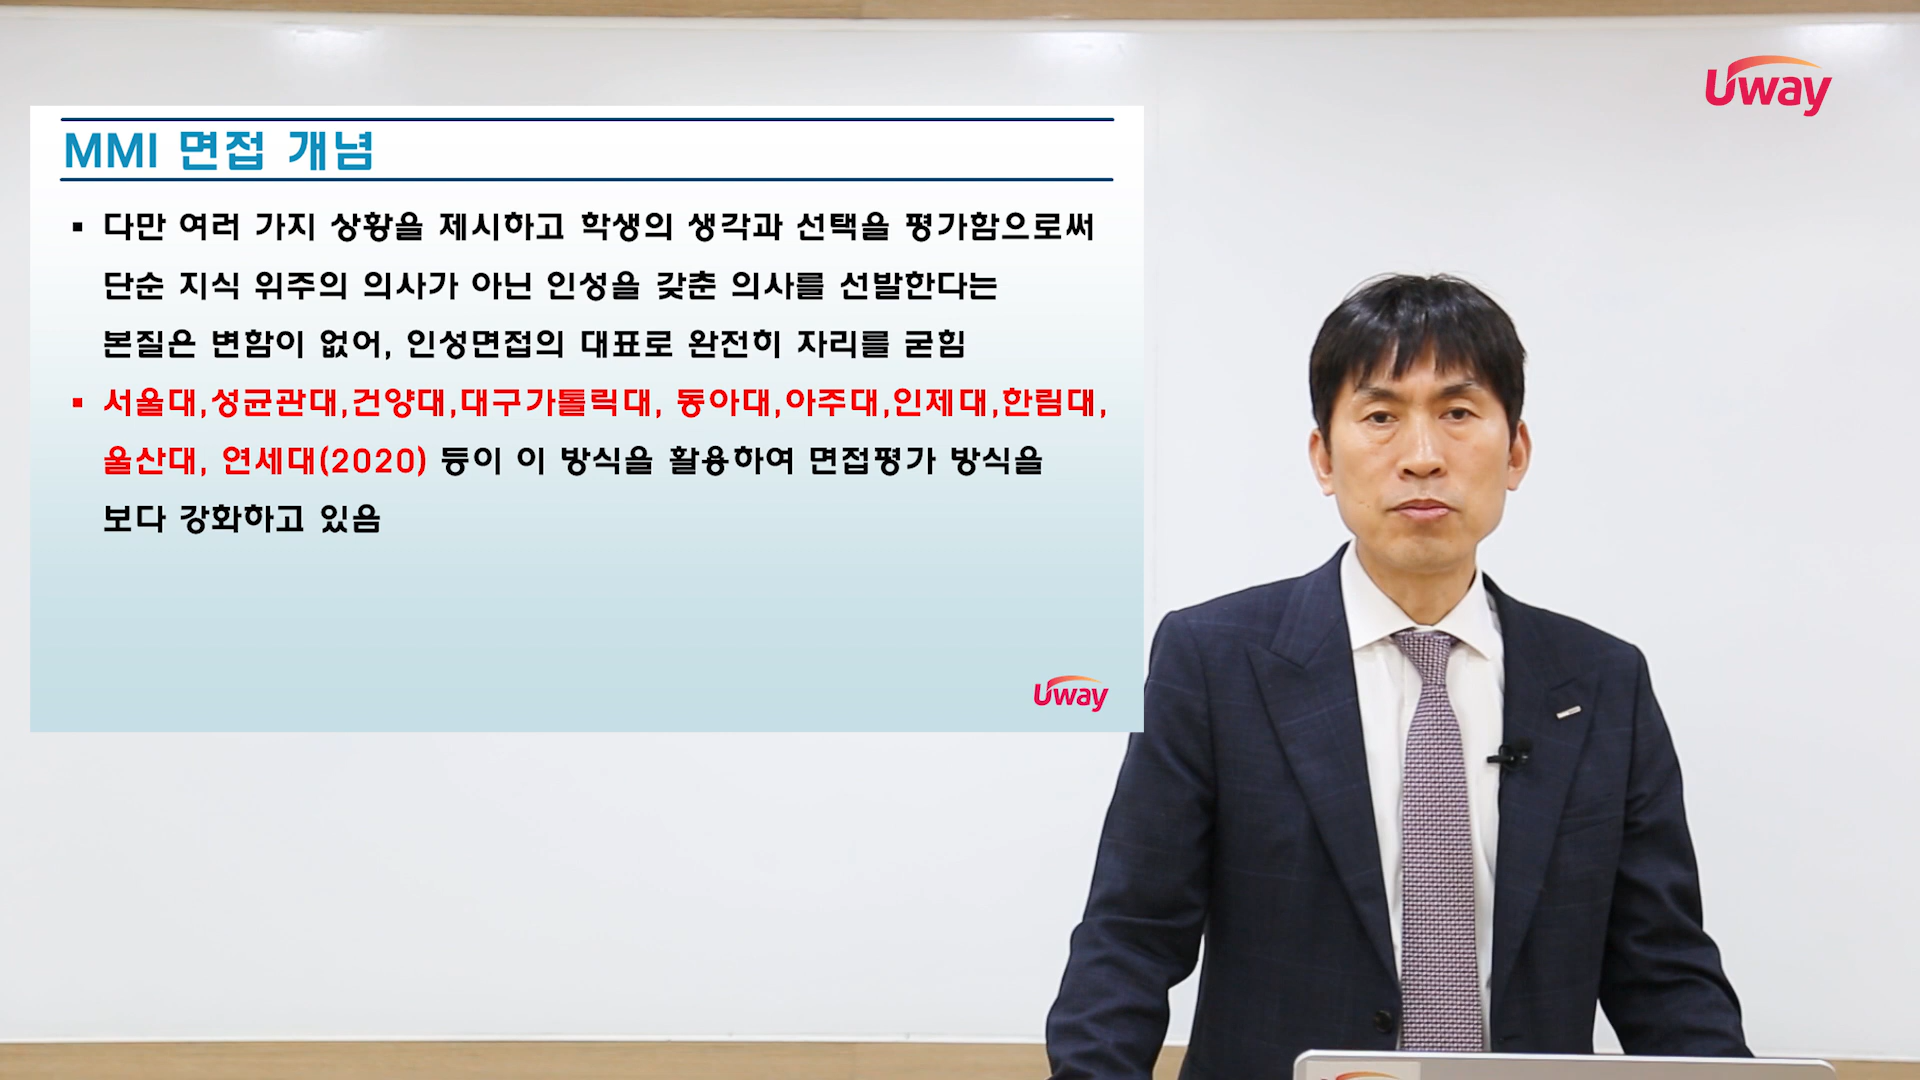 Uway
MMI 면접 개념
▪ 다만 여러 가지 상황을 제시하고 학생의 생각과 선택을 평가함으로써
단순 지식 위주의 의사가 아닌 인성을 갖춘 의사를 선발한다는
본질은 변함이 없어, 인성면접의 대표로 완전히 자리를 굳힘
▪ 서울대,성균관대,건양대,대구가톨릭대, 동아대,아주대,인제대,한림대,
울산대, 연세대(2020) 등이 이 방식을 활용하여 면접평가 방식을
보다 강화하고 있음
Uway